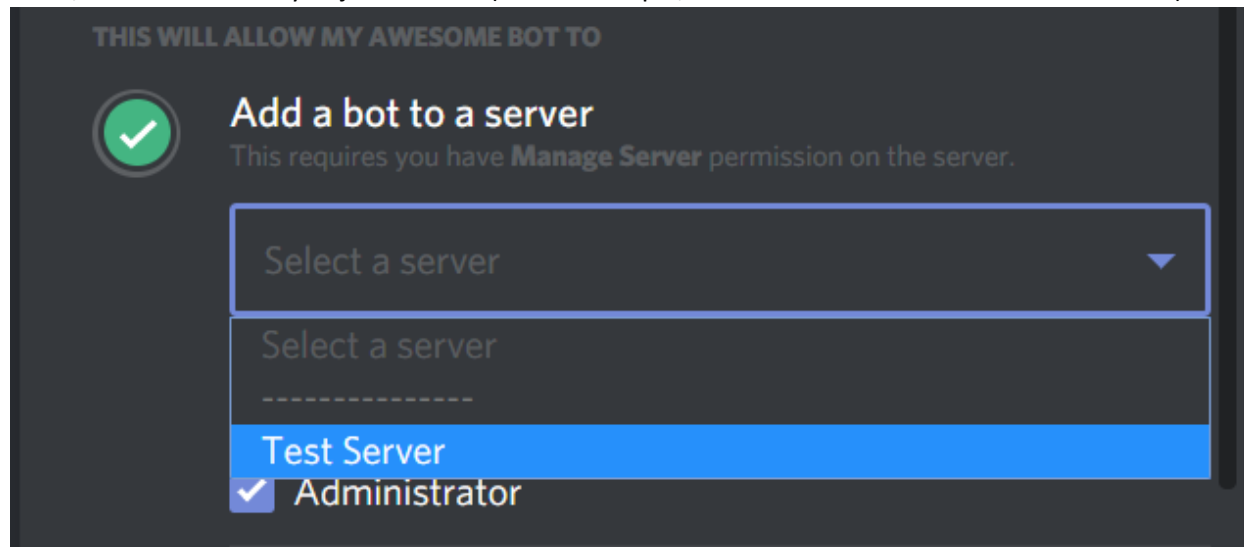 THIS WILL ALLOW MY AWESOME BOT TO
Add a bot to a server
This requires you have Manage Server permission on the server.
Select a server
Select a server
---------------
Test Server
Administrator